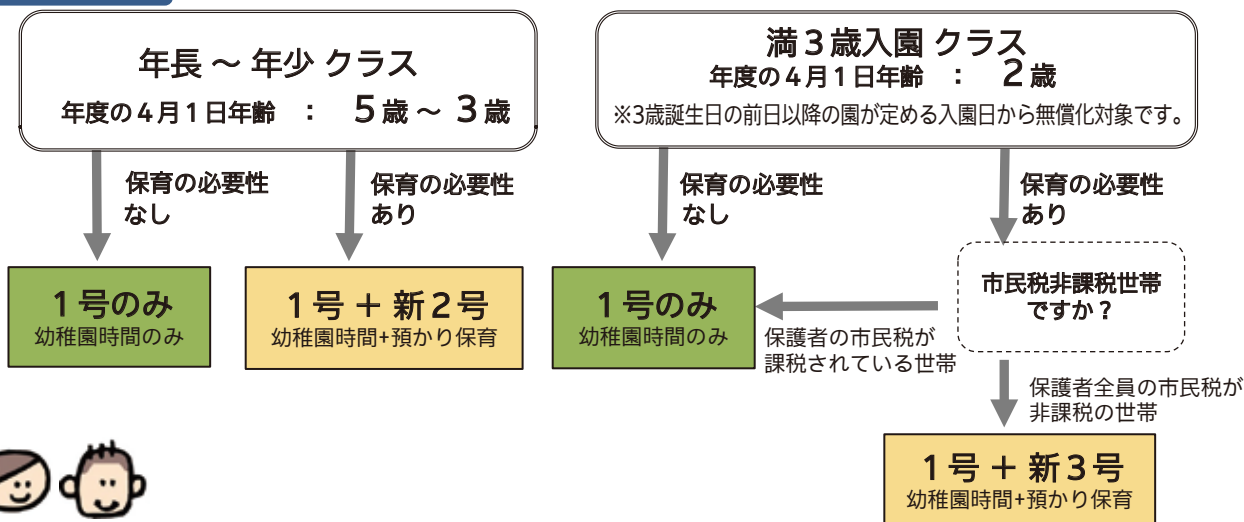 年長 ～ 年少 クラス
年度の４月１日年齢 ： ５歳 ～ ３歳
保育の必要性
なし
保育の必要性
あり
１号のみ
幼稚園時間のみ
１号 + 新２号
幼稚園時間+預かり保育
満３歳入園 クラス
年度の４月１日年齢 ： ２歳
※3歳誕生日の前日以降の園が定める入園日から無償化対象です。
保育の必要性
なし
保育の必要性
あり
市民税非課税世帯
ですか？
１号のみ
幼稚園時間のみ
保護者の市民税が
課税されている世帯
保護者全員の市民税が
非課税の世帯
１号 + 新３号
幼稚園時間+預かり保育